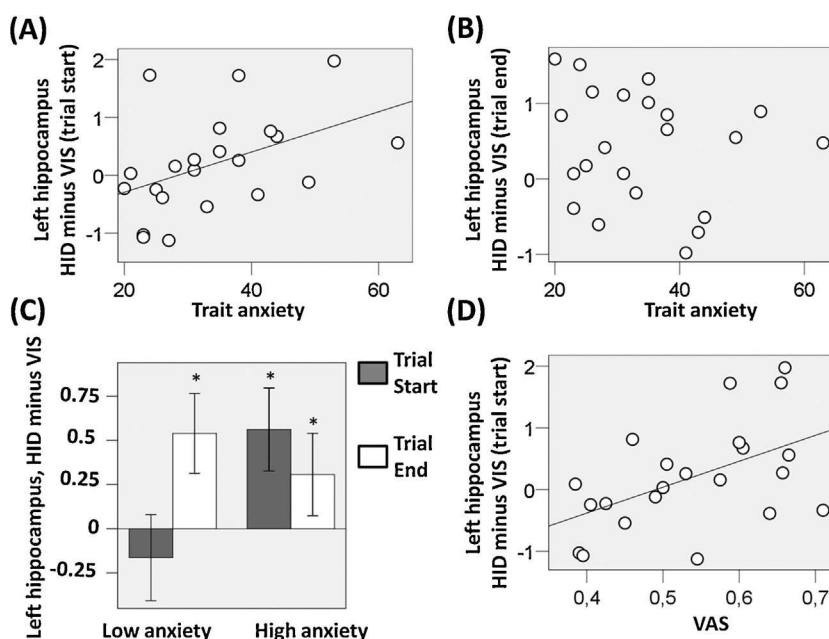 (A)
Left hippocampus
HID minus VIS (trial start)
2
1
0
-1
20
40
60
Trait anxiety
(B)
Left hippocampus
HID minus VIS (trial end)
1
0
-1
20
40
60
Trait anxiety
(C)
Left hippocampus, HID minus VIS
0.75
0.5
0.25
0
-0.25
*
*
*
Low anxiety
High anxiety
Trial
Start
Trial
End
(D)
Left hippocampus
HID minus VIS (trial start)
2
1
0
-1
0,4
0,5
0,6
0,7
VAS